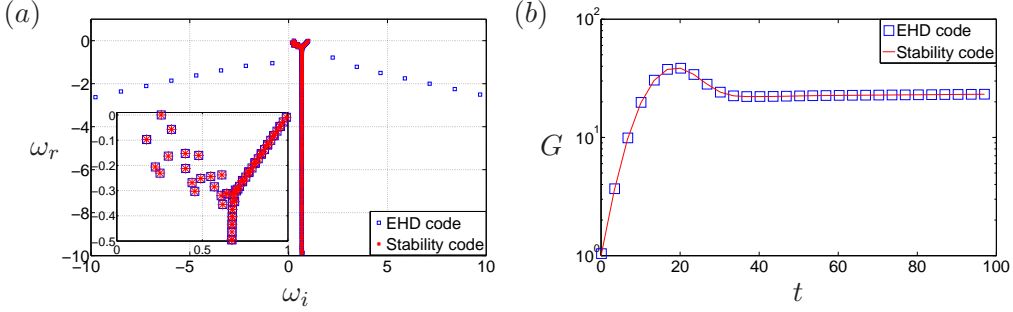 (a)
0
−2
−4
−6
−8
−10
ω_r
0
−0.1
−0.2
−0.3
−0.4
−0.5
0
0.5
1
EHD code
Stability code
−10
−5
0
5
10
ω_i
(b)
10^2
10^1
10^0
G
EHD code
Stability code
0
20
40
60
80
100
t